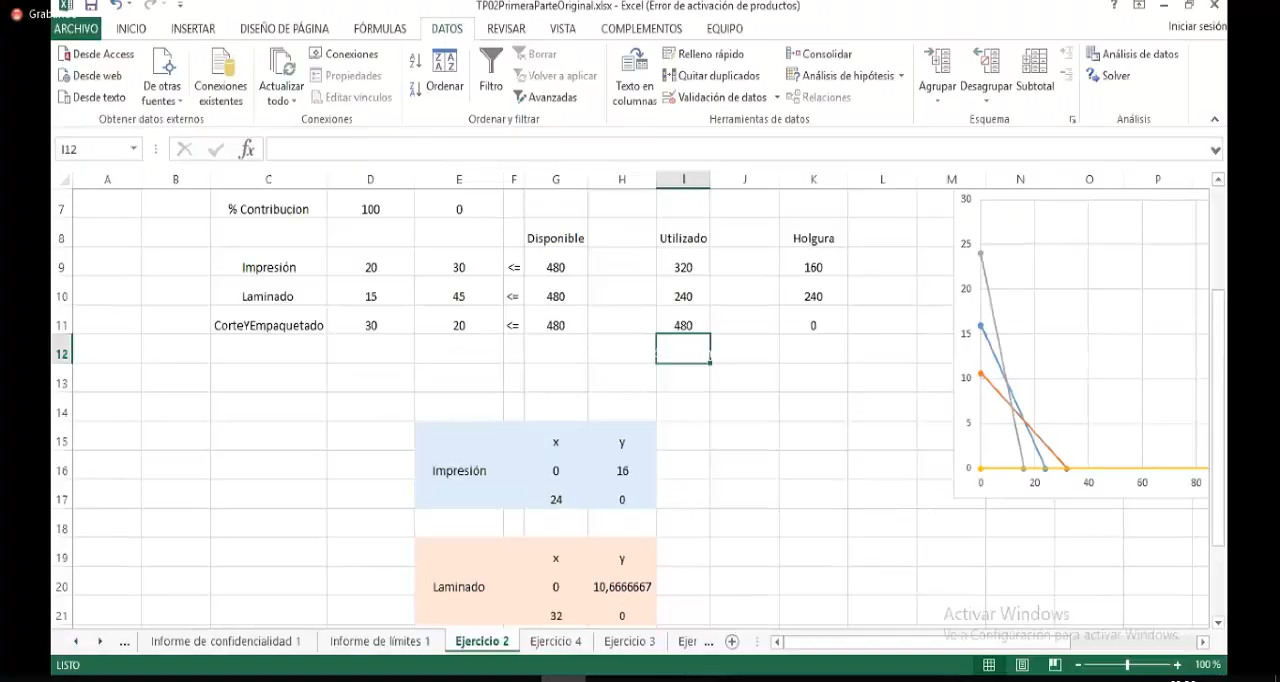 Grabando
TP02PrimeraParteOriginal.xlsx - Excel (Error de activación de productos)
ARCHIVO INICIO INSERTAR DISEÑO DE PÁGINA FÓRMULAS DATOS REVISAR VISTA COMPLEMENTOS EQUIPO Iniciar sesión
Desde Access
Desde web
Desde texto
De otras fuentes
Conexiones existentes
Obtener datos externos
Actualizar todo
Conexiones
Propiedades
Editar vínculos
Conexiones
Ordenar
Filtro
Borrar
Volver a aplicar
Avanzadas
Ordenar y filtrar
Texto en columnas
Relleno rápido
Quitar duplicados
Validación de datos
Consolidar
Análisis de hipótesis
Relaciones
Herramientas de datos
Agrupar Desagrupar Subtotal
Esquema
Análisis de datos
Solver
Análisis
I12 fx
A B C D E F G H I J K L M N O P
7 % Contribucion 100 0
8 Disponible Utilizado Holgura
9 Impresión 20 30 <= 480 320 160
10 Laminado 15 45 <= 480 240 240
11 CorteYEmpaquetado 30 20 <= 480 480 0
12
13
14
15 x y
16 Impresión 0 16
17 24 0
18
19 x y
20 Laminado 0 10,6666667
21 32 0
30
25
20
15
10
5
0
0 20 40 60 80
Activar Windows
Ve a Configuración para activar Windows.
... Informe de confidencialidad 1 Informe de límites 1 Ejercicio 2 Ejercicio 4 Ejercicio 3 Ejer ...
LISTO 100 %